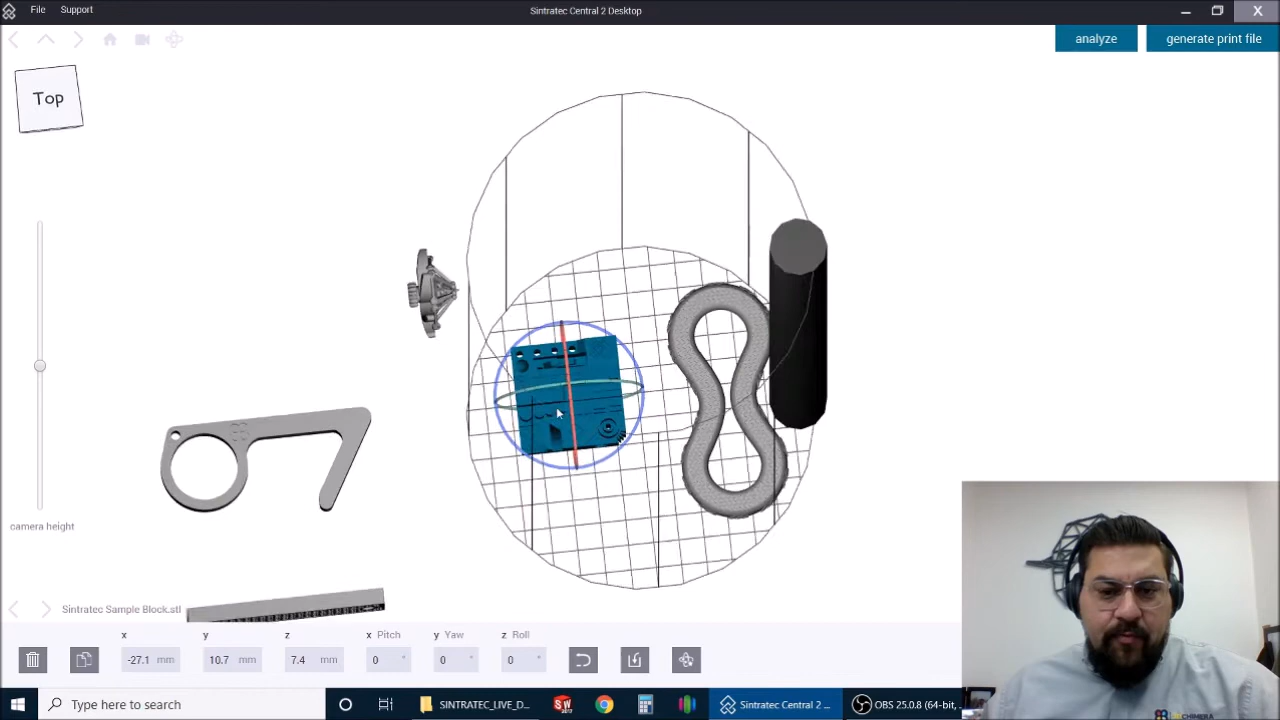 File Support Sintratec Central 2 Desktop
analyze generate print file
Top
camera height
Sintratec Sample Block.stl
x y z x Pitch y Yaw z Roll
-27.1 mm 10.7 mm 7.4 mm 0 ° 0 ° 0 °
Type here to search SINTRATEC_LIVE_D... Sintratec Central 2 ... OBS 25.0.8 (64-bit,